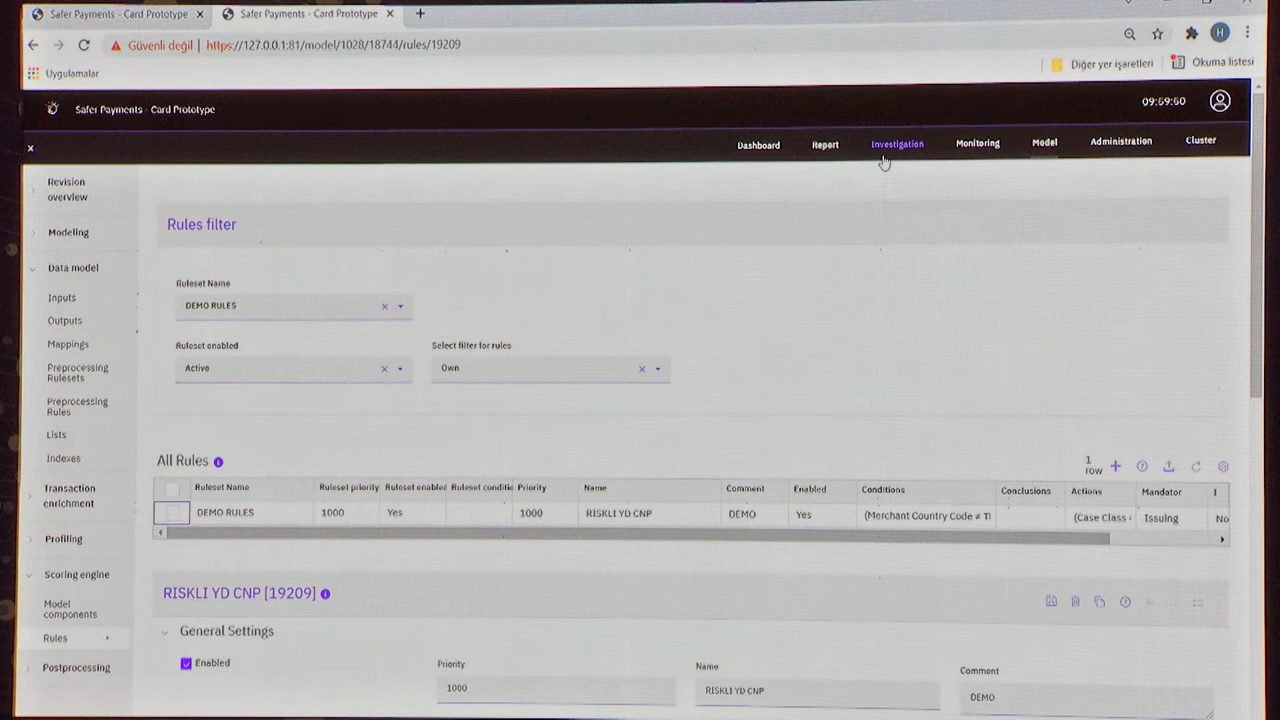 Safer Payments - Card Prototype
Safer Payments - Card Prototype
Güvenli değil | https://127.0.0.1:81/model/1028/18744/rules/19209
H
Uygulamalar
Diğer yer işaretleri
Okuma listesi
Safer Payments - Card Prototype
09:59:50
Dashboard
Report
Investigation
Monitoring
Model
Administration
Cluster
Revision
overview
Modeling
Data model
Inputs
Outputs
Mappings
Preprocessing
Rulesets
Preprocessing
Rules
Lists
Indexes
Transaction
enrichment
Profiling
Scoring engine
Model
components
Rules
Postprocessing
Rules filter
Ruleset Name
DEMO RULES
Ruleset enabled
Select filter for rules
Active
Own
All Rules
1
row
Ruleset Name Ruleset priority Ruleset enabled Ruleset conditi Priority Name Comment Enabled Conditions Conclusions Actions Mandator I
DEMO RULES 1000 Yes 1000 RISKLI YD CNP DEMO Yes (Merchant Country Code ≠ TI (Case Class Issuing No
RISKLI YD CNP [19209]
General Settings
Enabled
Priority
Name
Comment
1000
RISKLI YD CNP
DEMO